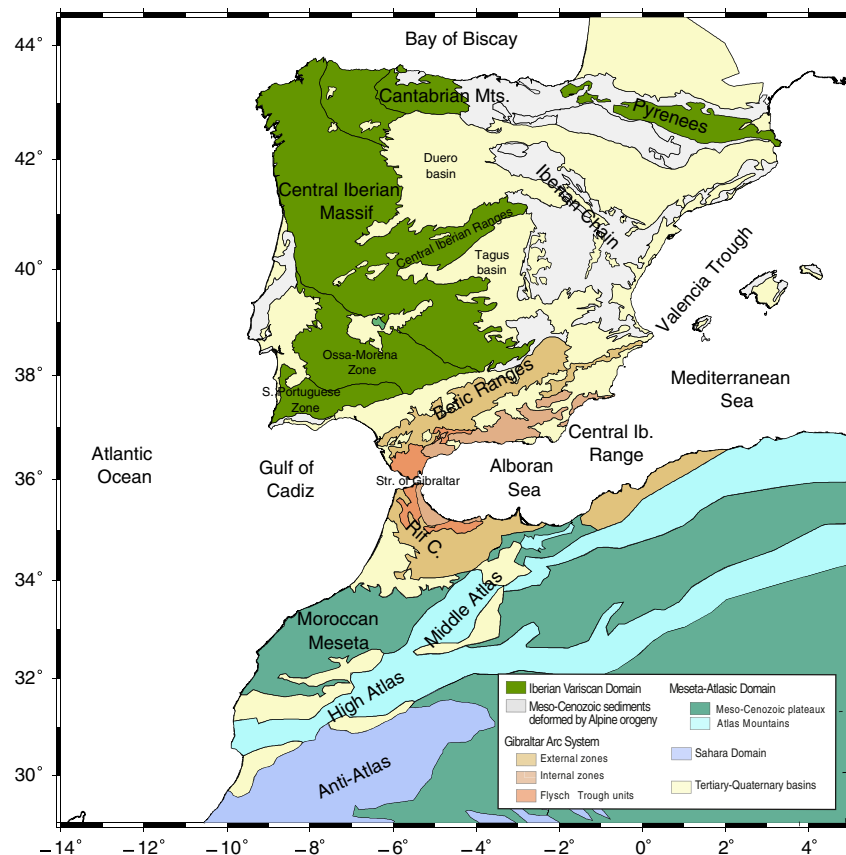 Bay of Biscay
Cantabrian Mts.
Pyrenees
Duero
basin
Central Iberian
Massif
Iberian Chain
Central Iberian Ranges
Tagus
basin
Valencia Trough
Ossa-Morena
Zone
S. Portuguese
Zone
Betic Ranges
Mediterranean
Sea
Central Ib.
Range
Atlantic
Ocean
Gulf of
Cadiz
Str. of Gibraltar
Alboran
Sea
Rif C.
Middle Atlas
Moroccan
Meseta
High Atlas
Anti-Atlas
44°
42°
40°
38°
36°
34°
32°
30°
−14°
−12°
−10°
−8°
−6°
−4°
−2°
0°
2°
4°
Iberian Variscan Domain
Meso-Cenozoic sediments
deformed by Alpine orogeny
Gibraltar Arc System
External zones
Internal zones
Flysch Trough units
Meseta-Atlasic Domain
Meso-Cenozoic plateaux
Atlas Mountains
Sahara Domain
Tertiary-Quaternary basins